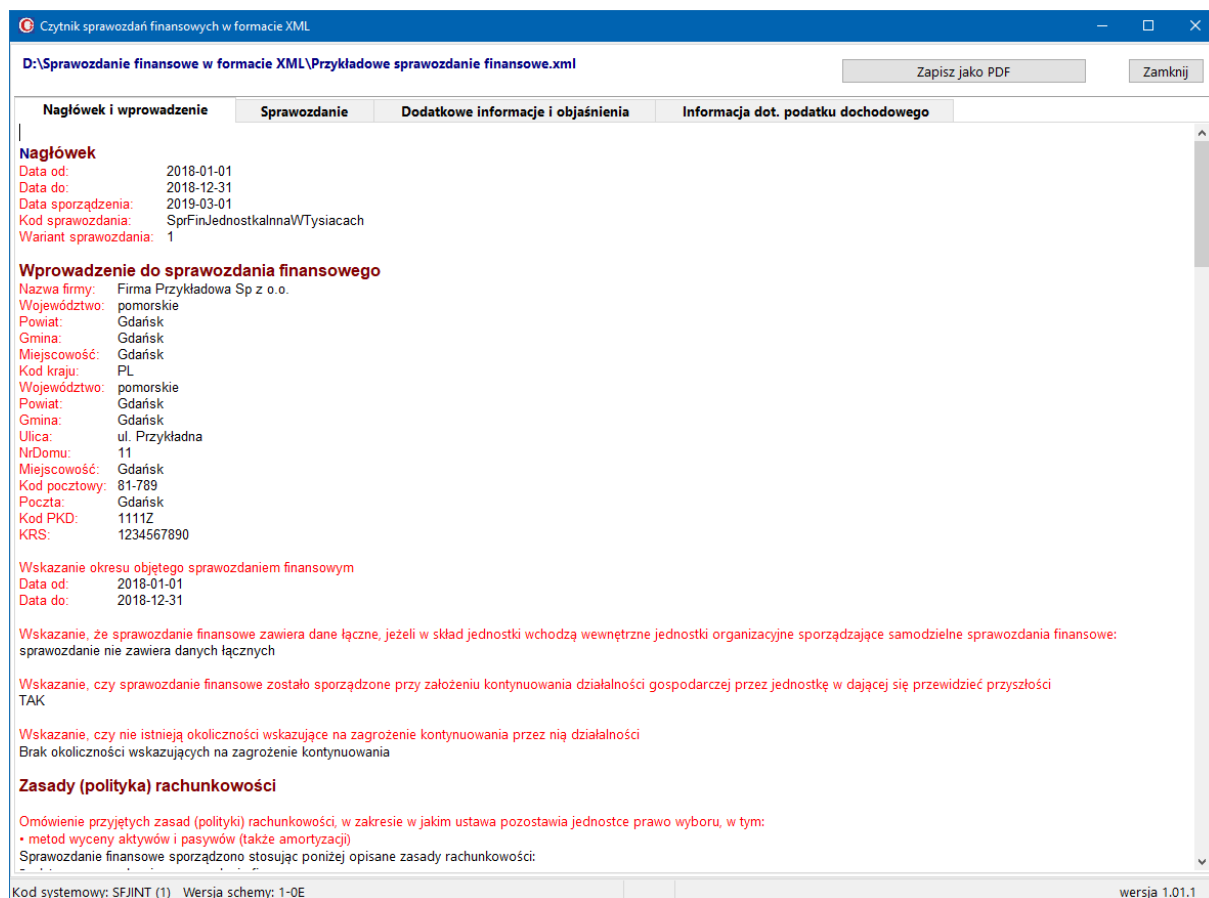 Czytnik sprawozdań finansowych w formacie XML
D:\Sprawozdanie finansowe w formacie XML\Przykładowe sprawozdanie finansowe.xml
Zapisz jako PDF
Zamknij
Nagłówek i wprowadzenie
Sprawozdanie
Dodatkowe informacje i objaśnienia
Informacja dot. podatku dochodowego
Nagłówek
Data od: 2018-01-01
Data do: 2018-12-31
Data sporządzenia: 2019-03-01
Kod sprawozdania: SprFinJednostkaInnaWTysiacach
Wariant sprawozdania: 1
Wprowadzenie do sprawozdania finansowego
Nazwa firmy: Firma Przykładowa Sp z o.o.
Województwo: pomorskie
Powiat: Gdańsk
Gmina: Gdańsk
Miejscowość: Gdańsk
Kod kraju: PL
Województwo: pomorskie
Powiat: Gdańsk
Gmina: Gdańsk
Ulica: ul. Przykładna
NrDomu: 11
Miejscowość: Gdańsk
Kod pocztowy: 81-789
Poczta: Gdańsk
Kod PKD: 1111Z
KRS: 1234567890
Wskazanie okresu objętego sprawozdaniem finansowym
Data od: 2018-01-01
Data do: 2018-12-31
Wskazanie, że sprawozdanie finansowe zawiera dane łączne, jeżeli w skład jednostki wchodzą wewnętrzne jednostki organizacyjne sporządzające samodzielne sprawozdania finansowe:
sprawozdanie nie zawiera danych łącznych
Wskazanie, czy sprawozdanie finansowe zostało sporządzone przy założeniu kontynuowania działalności gospodarczej przez jednostkę w dającej się przewidzieć przyszłości
TAK
Wskazanie, czy nie istnieją okoliczności wskazujące na zagrożenie kontynuowania przez nią działalności
Brak okoliczności wskazujących na zagrożenie kontynuowania
Zasady (polityka) rachunkowości
Omówienie przyjętych zasad (polityki) rachunkowości, w zakresie w jakim ustawa pozostawia jednostce prawo wyboru, w tym:
• metod wyceny aktywów i pasywów (także amortyzacji)
Sprawozdanie finansowe sporządzono stosując poniżej opisane zasady rachunkowości:
Kod systemowy: SFJINT (1) Wersja schemy: 1-0E
wersja 1.01.1